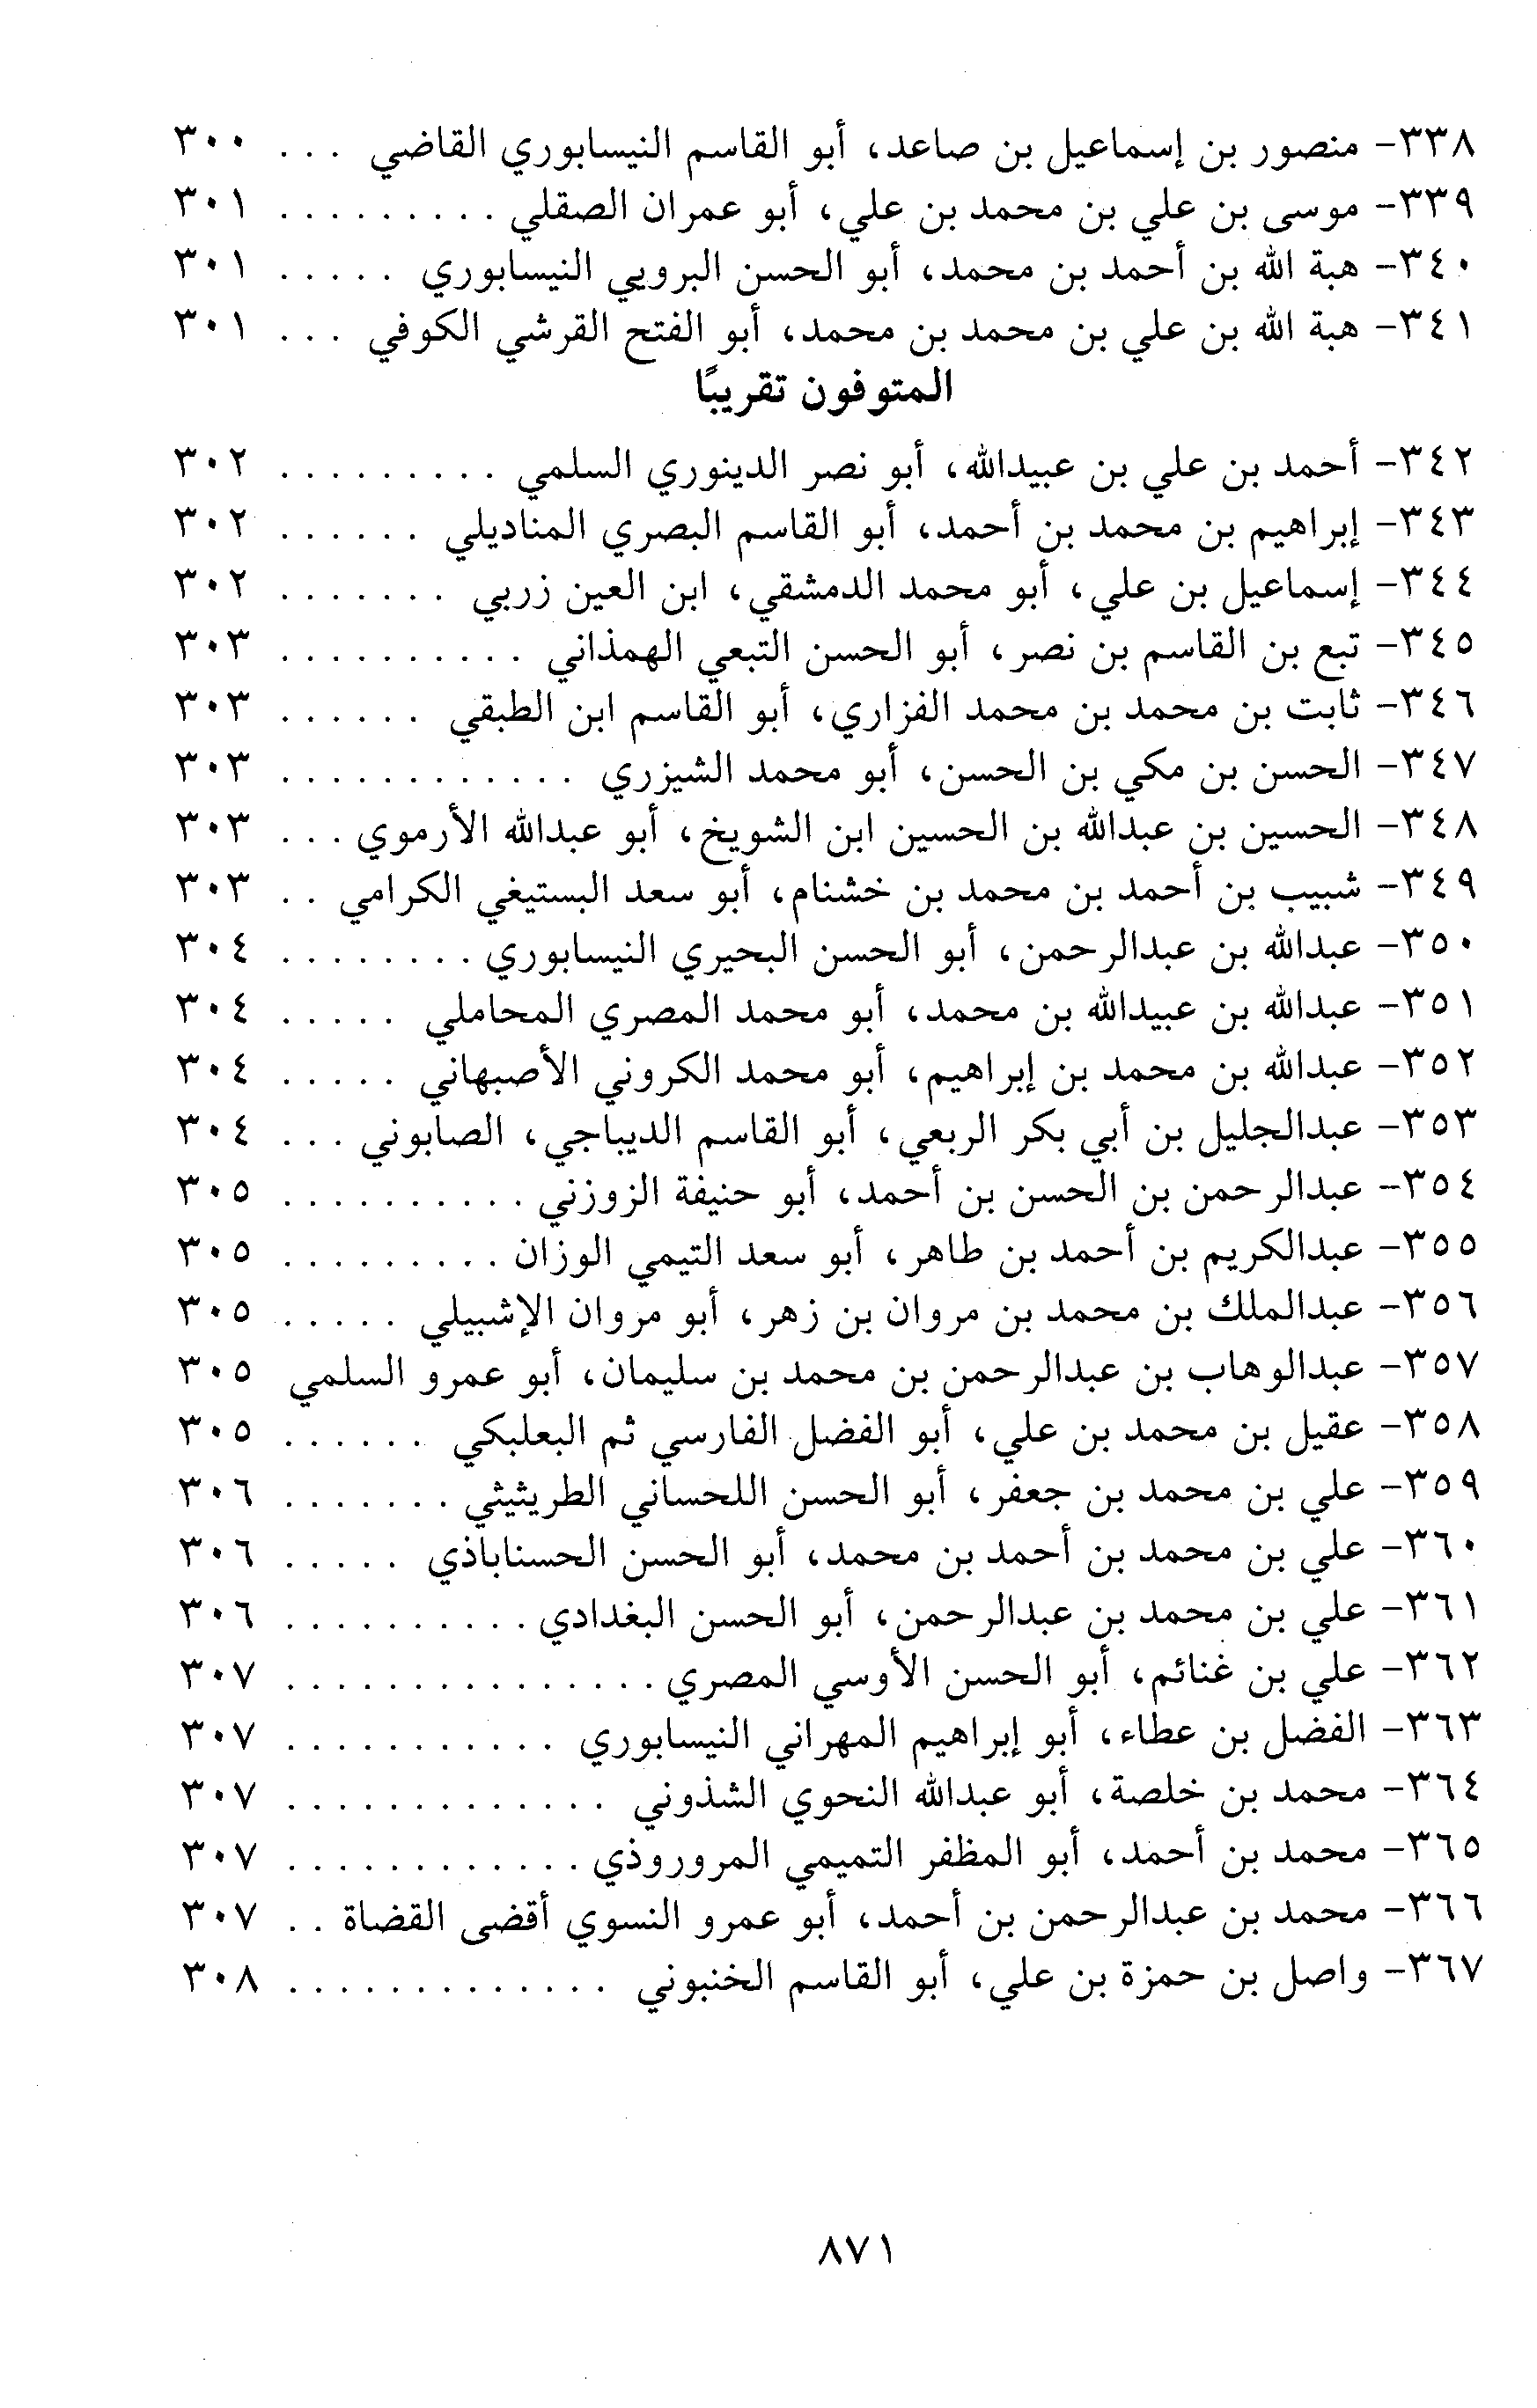 ٣٣٨- منصور بن إسماعيل بن صاعد، أبو القاسم النيسابوري القاضي . . . ٣٠٠
٣٣٩- موسى بن علي بن محمد بن علي، أبو عمران الصقلي . . . . . . . . . ٣٠١
٣٤٠- هبة الله بن أحمد بن محمد، أبو الحسن البرويي النيسابوري . . . . . ٣٠١
٣٤١- هبة الله بن علي بن محمد بن محمد، أبو الفتح القرشي الكوفي . . . ٣٠١
المتوفون تقريبًا
٣٤٢- أحمد بن علي بن عبيدالله، أبو نصر الدينوري السلمي . . . . . . . . . ٣٠٢
٣٤٣- إبراهيم بن محمد بن أحمد، أبو القاسم البصري المناديلي . . . . . . ٣٠٢
٣٤٤- إسماعيل بن علي، أبو محمد الدمشقي، ابن العين زربي . . . . . . . ٣٠٢
٣٤٥- تبع بن القاسم بن نصر، أبو الحسن التبعي الهمذاني . . . . . . . . . . ٣٠٣
٣٤٦- ثابت بن محمد بن محمد الفزاري، أبو القاسم ابن الطبقي . . . . . . ٣٠٣
٣٤٧- الحسن بن مكي بن الحسن، أبو محمد الشيزري . . . . . . . . . . . . ٣٠٣
٣٤٨- الحسين بن عبدالله بن الحسين ابن الشويخ، أبو عبدالله الأرموي . . . ٣٠٣
٣٤٩- شبيب بن أحمد بن محمد بن خشنام، أبو سعد البستيغي الكرامي . . ٣٠٣
٣٥٠- عبدالله بن عبدالرحمن، أبو الحسن البحيري النيسابوري . . . . . . . . ٣٠٤
٣٥١- عبدالله بن عبيدالله بن محمد، أبو محمد المصري المحاملي . . . . . ٣٠٤
٣٥٢- عبدالله بن محمد بن إبراهيم، أبو محمد الكروني الأصبهاني . . . . . ٣٠٤
٣٥٣- عبدالجليل بن أبي بكر الربعي، أبو القاسم الديباجي، الصابوني . . . ٣٠٤
٣٥٤- عبدالرحمن بن الحسن بن أحمد، أبو حنيفة الزوزني . . . . . . . . . . ٣٠٥
٣٥٥- عبدالكريم بن أحمد بن طاهر، أبو سعد التيمي الوزان . . . . . . . . . ٣٠٥
٣٥٦- عبدالملك بن محمد بن مروان بن زهر، أبو مروان الإشبيلي . . . . . ٣٠٥
٣٥٧- عبدالوهاب بن عبدالرحمن بن محمد بن سليمان، أبو عمرو السلمي ٣٠٥
٣٥٨- عقيل بن محمد بن علي، أبو الفضل الفارسي ثم البعلبكي . . . . . . ٣٠٥
٣٥٩- علي بن محمد بن جعفر، أبو الحسن اللحساني الطريثيثي . . . . . . . ٣٠٦
٣٦٠- علي بن محمد بن أحمد بن محمد، أبو الحسن الحسناباذي . . . . . ٣٠٦
٣٦١- علي بن محمد بن عبدالرحمن، أبو الحسن البغدادي . . . . . . . . . . ٣٠٦
٣٦٢- علي بن غنائم، أبو الحسن الأوسي المصري . . . . . . . . . . . . . . . ٣٠٧
٣٦٣- الفضل بن عطاء، أبو إبراهيم المهراني النيسابوري . . . . . . . . . . . ٣٠٧
٣٦٤- محمد بن خلصة، أبو عبدالله النحوي الشذوني . . . . . . . . . . . . . ٣٠٧
٣٦٥- محمد بن أحمد، أبو المظفر التميمي المروروذي . . . . . . . . . . . . ٣٠٧
٣٦٦- محمد بن عبدالرحمن بن أحمد، أبو عمرو النسوي أقضى القضاة . . ٣٠٧
٣٦٧- واصل بن حمزة بن علي، أبو القاسم الخنبوني . . . . . . . . . . . . . ٣٠٨
٨٧١